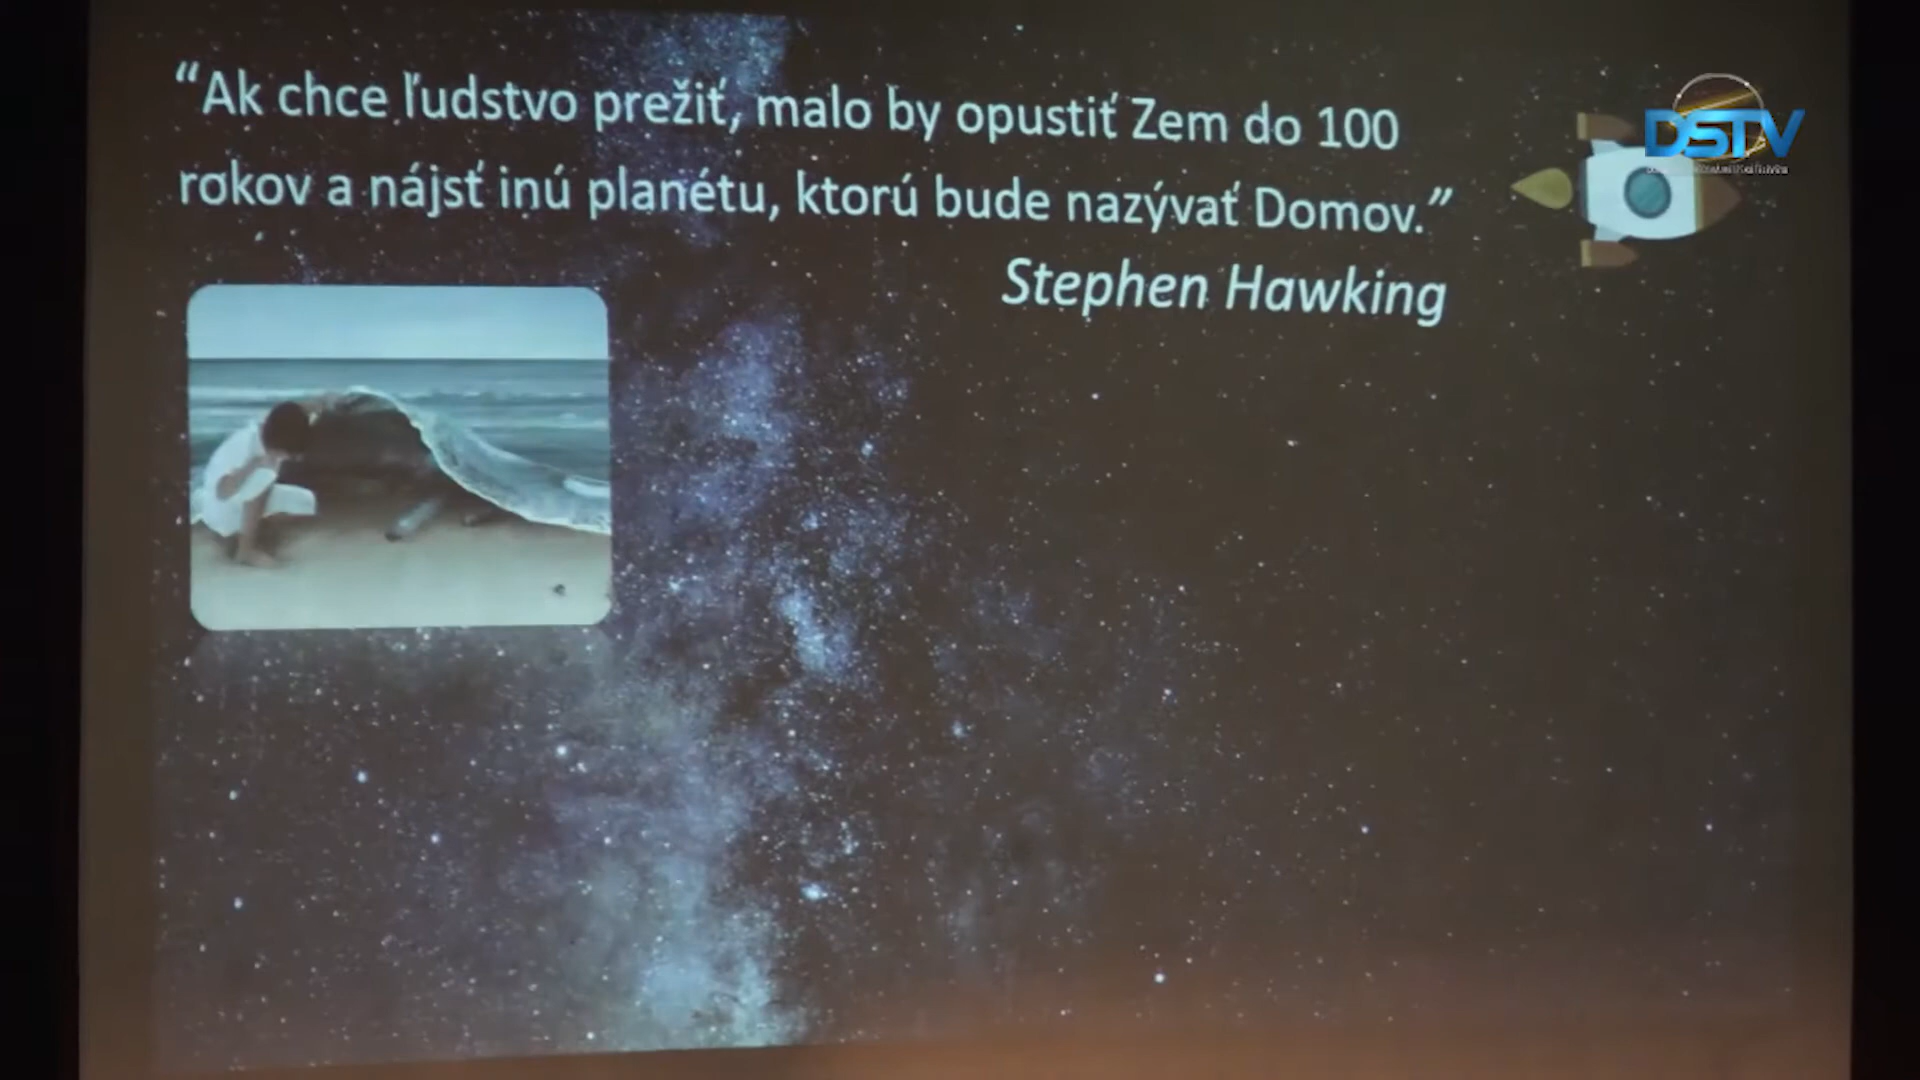 “Ak chce ľudstvo prežiť, malo by opustiť Zem do 100
rokov a nájsť inú planétu, ktorú bude nazývať Domov.”
Stephen Hawking
DSTV